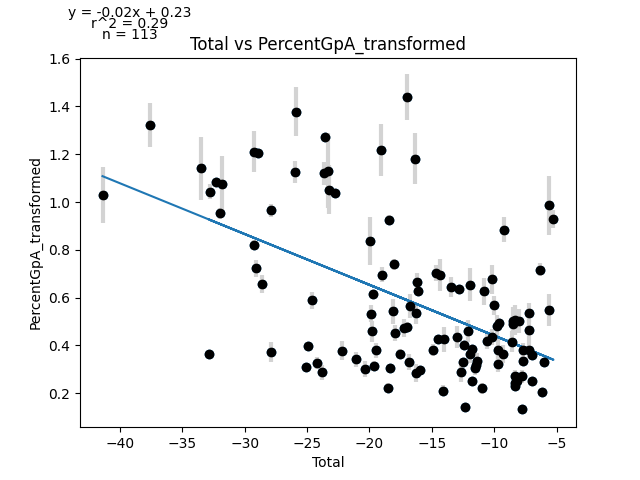 y = -0.02x + 0.23
r^2 = 0.29
n = 113
Total vs PercentGpA_transformed
1.6
1.4
1.2
1.0
0.8
0.6
0.4
0.2
PercentGpA_transformed
−40 −35 −30 −25 −20 −15 −10 −5
Total